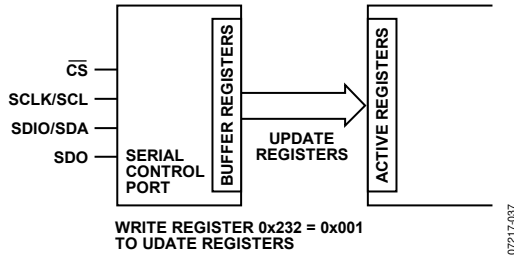 CS
SCLK/SCL
SDIO/SDA
SDO
SERIAL
CONTROL
PORT
BUFFER REGISTERS
UPDATE
REGISTERS
ACTIVE REGISTERS
WRITE REGISTER 0x232 = 0x001
TO UDATE REGISTERS
07217-037